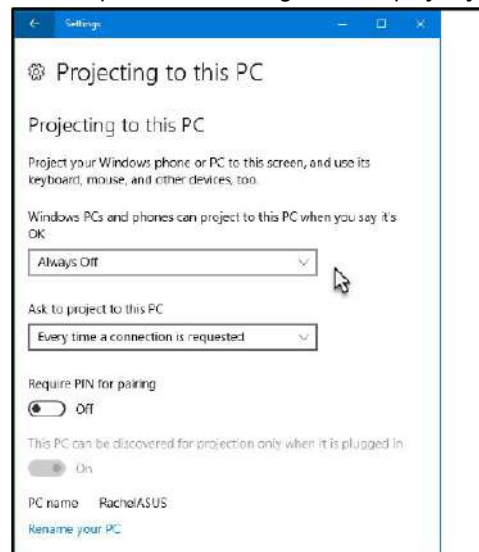 Settings
Projecting to this PC
Projecting to this PC
Project your Windows phone or PC to this screen, and use its
keyboard, mouse, and other devices, too.
Windows PCs and phones can project to this PC when you say it's
OK
Always Off
Ask to project to this PC
Every time a connection is requested
Require PIN for pairing
Off
This PC can be discovered for projection only when it is plugged in
On
PC name RachelASUS
Rename your PC